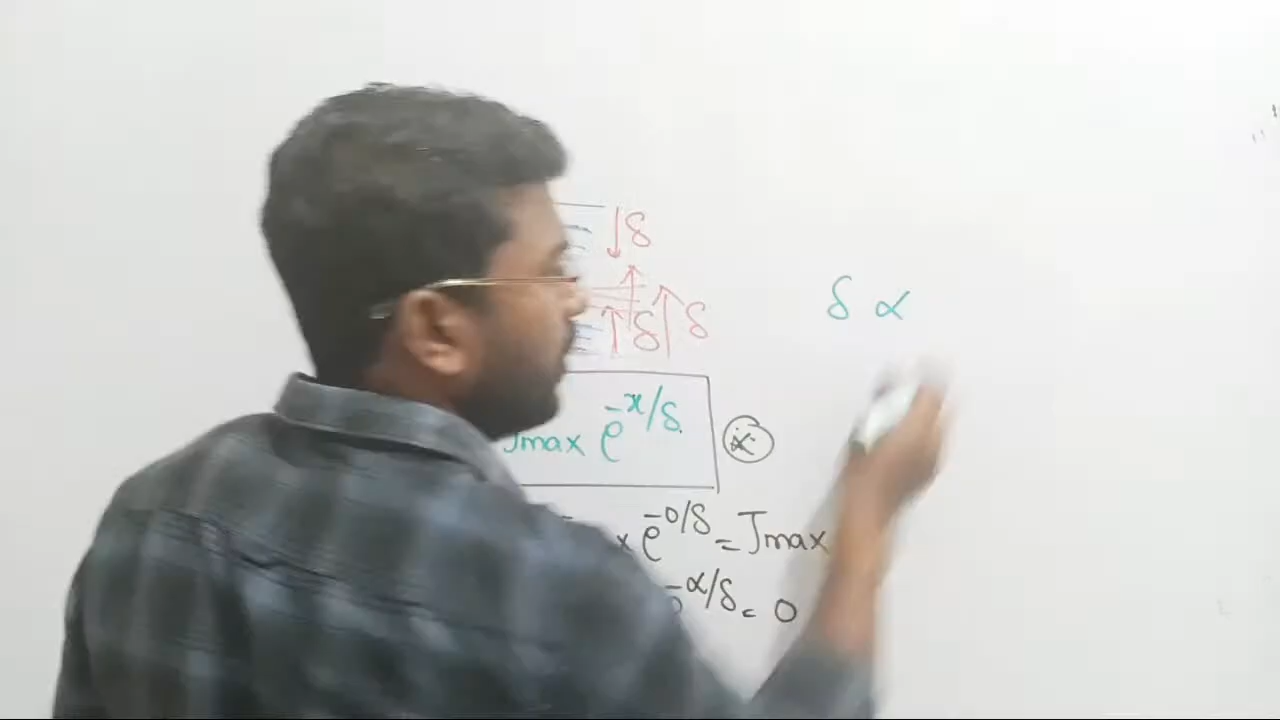 ↓δ
↑δ ↑δ
δ ∝
Jmax e^-x/δ
e^-0/δ = Jmax
-α/δ = 0